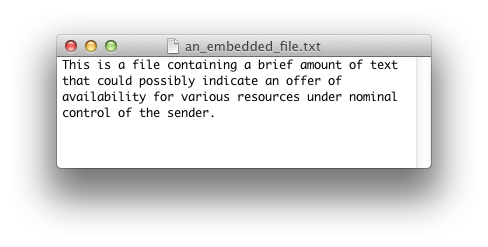 an_embedded_file.txt
This is a file containing a brief amount of text
that could possibly indicate an offer of
availability for various resources under nominal
control of the sender.